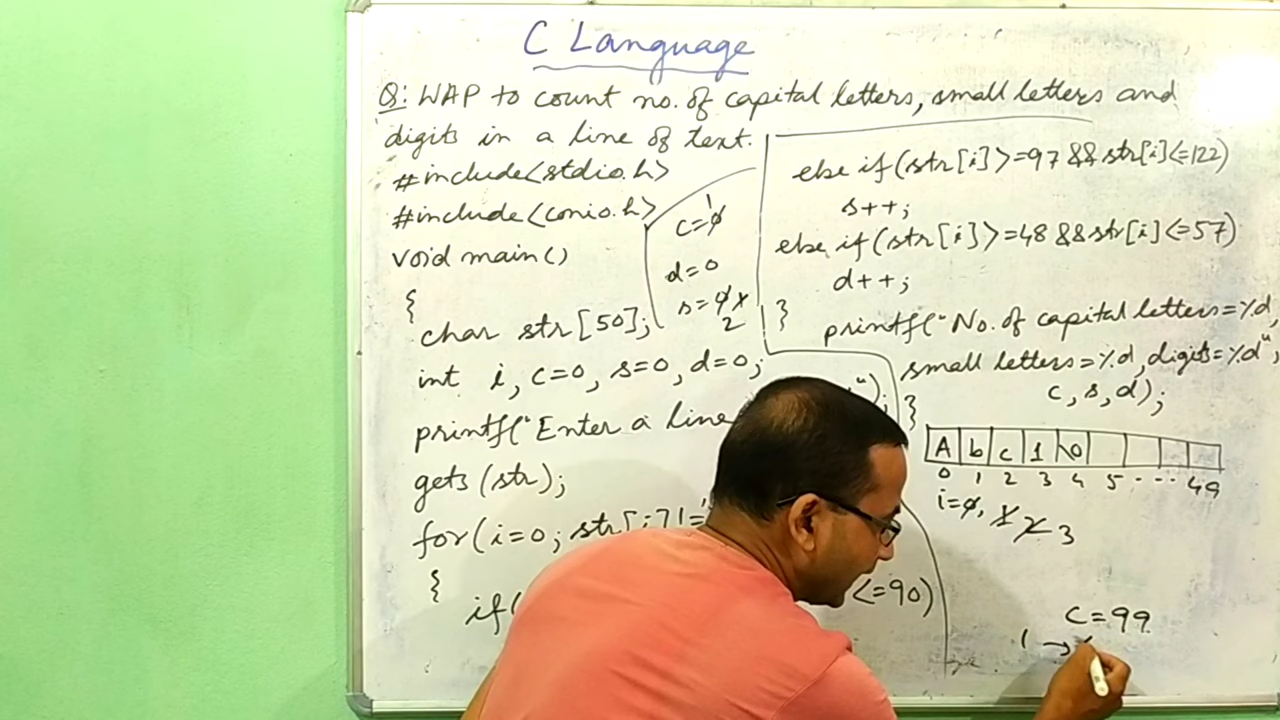 C Language
Q: WAP to count no. of capital letters, small letters and
digits in a line of text.
#include<stdio.h>
#include<conio.h>
void main()
{
char str[50];
int i, c=0, s=0, d=0;
printf("Enter a line
");
gets(str);
for(i=0; str[i]!='
{
if(
<=90)
1
c=0
d=0
s=0 1
2
else if(str[i]>=97 && str[i]<=122)
s++;
else if(str[i]>=48 && str[i]<=57)
d++;
}
printf("No. of capital letters=%d,
small letters=%d, digits=%d",
c, s, d);
}
A b c 1 \0
0 1 2 3 4 5 ... 49
i=0, 1 2 3
c=99
1 →